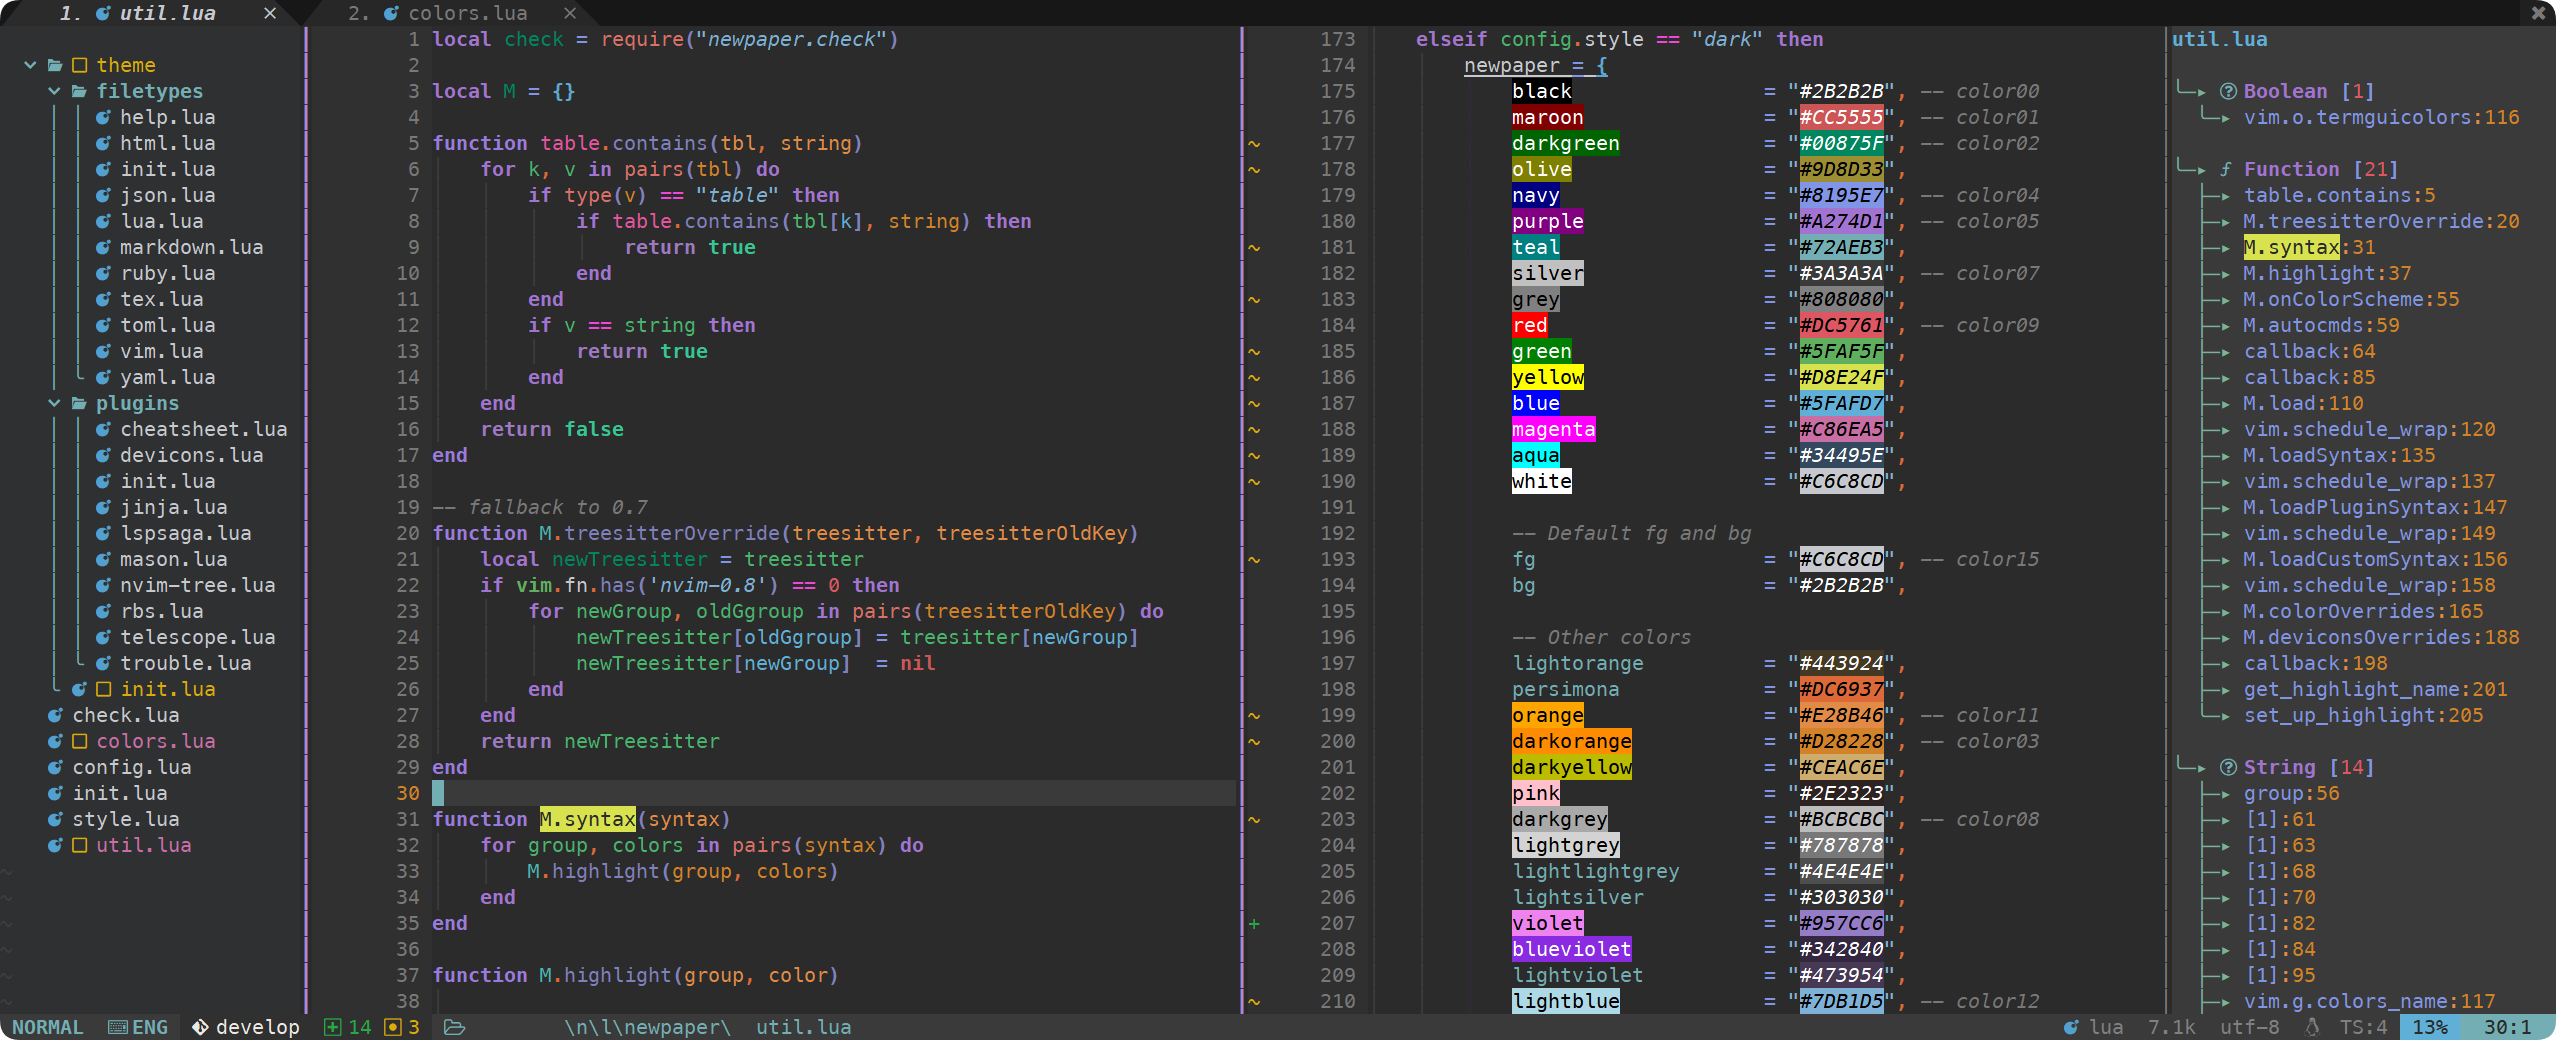 1. util.lua ×
2. colors.lua ×
theme
filetypes
help.lua
html.lua
init.lua
json.lua
lua.lua
markdown.lua
ruby.lua
tex.lua
toml.lua
vim.lua
yaml.lua
plugins
cheatsheet.lua
devicons.lua
init.lua
jinja.lua
lspsaga.lua
mason.lua
nvim-tree.lua
rbs.lua
telescope.lua
trouble.lua
init.lua
check.lua
colors.lua
config.lua
init.lua
style.lua
util.lua
1 local check = require("newpaper.check")
2
3 local M = {}
4
5 function table.contains(tbl, string)
6 for k, v in pairs(tbl) do
7 if type(v) == "table" then
8 if table.contains(tbl[k], string) then
9 return true
10 end
11 end
12 if v == string then
13 return true
14 end
15 end
16 return false
17 end
18
19 -- fallback to 0.7
20 function M.treesitterOverride(treesitter, treesitterOldKey)
21 local newTreesitter = treesitter
22 if vim.fn.has('nvim-0.8') == 0 then
23 for newGroup, oldGgroup in pairs(treesitterOldKey) do
24 newTreesitter[oldGgroup] = treesitter[newGroup]
25 newTreesitter[newGroup] = nil
26 end
27 end
28 return newTreesitter
29 end
30
31 function M.syntax(syntax)
32 for group, colors in pairs(syntax) do
33 M.highlight(group, colors)
34 end
35 end
36
37 function M.highlight(group, color)
38
173 elseif config.style == "dark" then
174 newpaper = {
175 black = "#2B2B2B", -- color00
176 maroon = "#CC5555", -- color01
~ 177 darkgreen = "#00875F", -- color02
~ 178 olive = "#9D8D33",
179 navy = "#8195E7", -- color04
180 purple = "#A274D1", -- color05
~ 181 teal = "#72AEB3",
182 silver = "#3A3A3A", -- color07
~ 183 grey = "#808080",
184 red = "#DC5761", -- color09
~ 185 green = "#5FAF5F",
~ 186 yellow = "#D8E24F",
~ 187 blue = "#5FAFD7",
~ 188 magenta = "#C86EA5",
~ 189 aqua = "#34495E",
~ 190 white = "#C6C8CD",
191
192 -- Default fg and bg
~ 193 fg = "#C6C8CD", -- color15
194 bg = "#2B2B2B",
195
196 -- Other colors
197 lightorange = "#443924",
198 persimona = "#DC6937",
~ 199 orange = "#E28B46", -- color11
~ 200 darkorange = "#D28228", -- color03
201 darkyellow = "#CEAC6E",
202 pink = "#2E2323",
~ 203 darkgrey = "#BCBCBC", -- color08
204 lightgrey = "#787878",
205 lightlightgrey = "#4E4E4E",
206 lightsilver = "#303030",
+ 207 violet = "#957CC6",
208 blueviolet = "#342840",
209 lightviolet = "#473954",
~ 210 lightblue = "#7DB1D5", -- color12
util.lua
Boolean [1]
vim.o.termguicolors:116
Function [21]
table.contains:5
M.treesitterOverride:20
M.syntax:31
M.highlight:37
M.onColorScheme:55
M.autocmds:59
callback:64
callback:85
M.load:110
vim.schedule_wrap:120
M.loadSyntax:135
vim.schedule_wrap:137
M.loadPluginSyntax:147
vim.schedule_wrap:149
M.loadCustomSyntax:156
vim.schedule_wrap:158
M.colorOverrides:165
M.deviconsOverrides:188
callback:198
get_highlight_name:201
set_up_highlight:205
String [14]
group:56
[1]:61
[1]:63
[1]:68
[1]:70
[1]:82
[1]:84
[1]:95
vim.g.colors_name:117
NORMAL ENG develop 14 3 \n\l\newpaper\ util.lua lua 7.1k utf-8 TS:4 13% 30:1